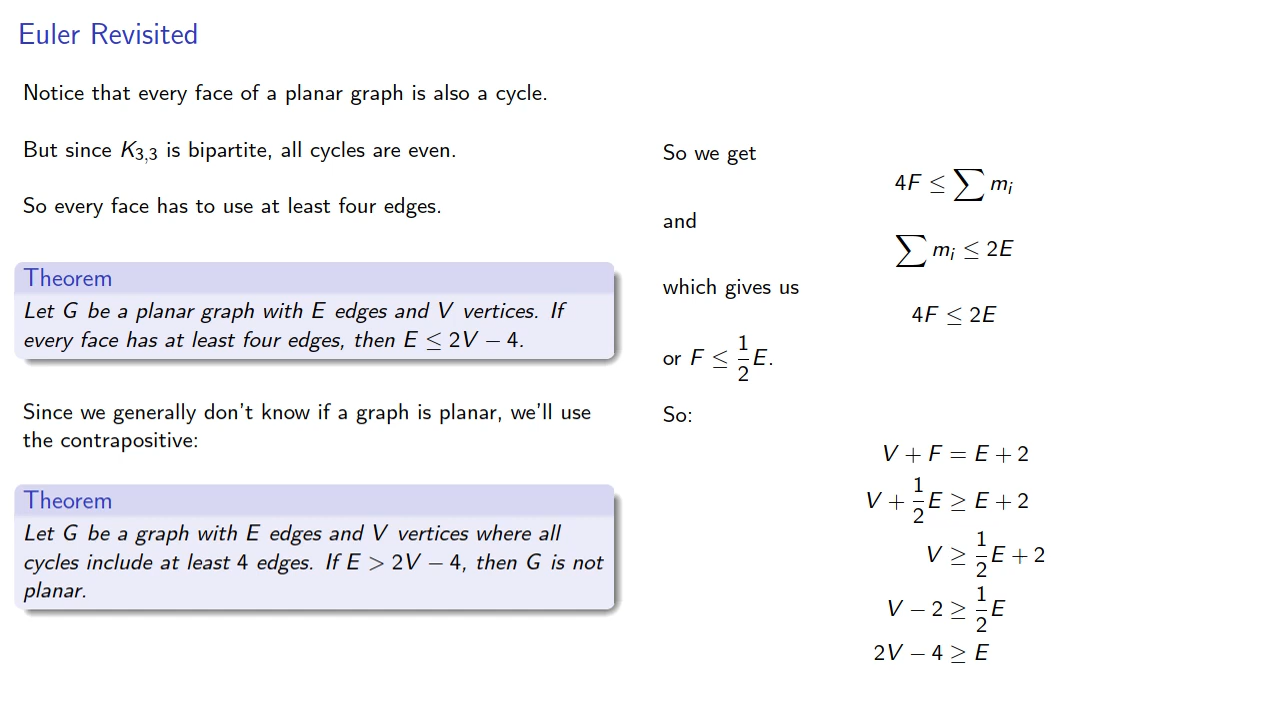 Euler Revisited
Notice that every face of a planar graph is also a cycle.
But since K₃,₃ is bipartite, all cycles are even.
So every face has to use at least four edges.
Theorem
Let G be a planar graph with E edges and V vertices. If
every face has at least four edges, then E ≤ 2V − 4.
Since we generally don't know if a graph is planar, we'll use
the contrapositive:
Theorem
Let G be a graph with E edges and V vertices where all
cycles include at least 4 edges. If E > 2V − 4, then G is not
planar.
So we get
4F ≤ ∑ mᵢ
and
∑ mᵢ ≤ 2E
which gives us
4F ≤ 2E
or F ≤ 1/2 E.
So:
V + F = E + 2
V + 1/2 E ≥ E + 2
V ≥ 1/2 E + 2
V − 2 ≥ 1/2 E
2V − 4 ≥ E